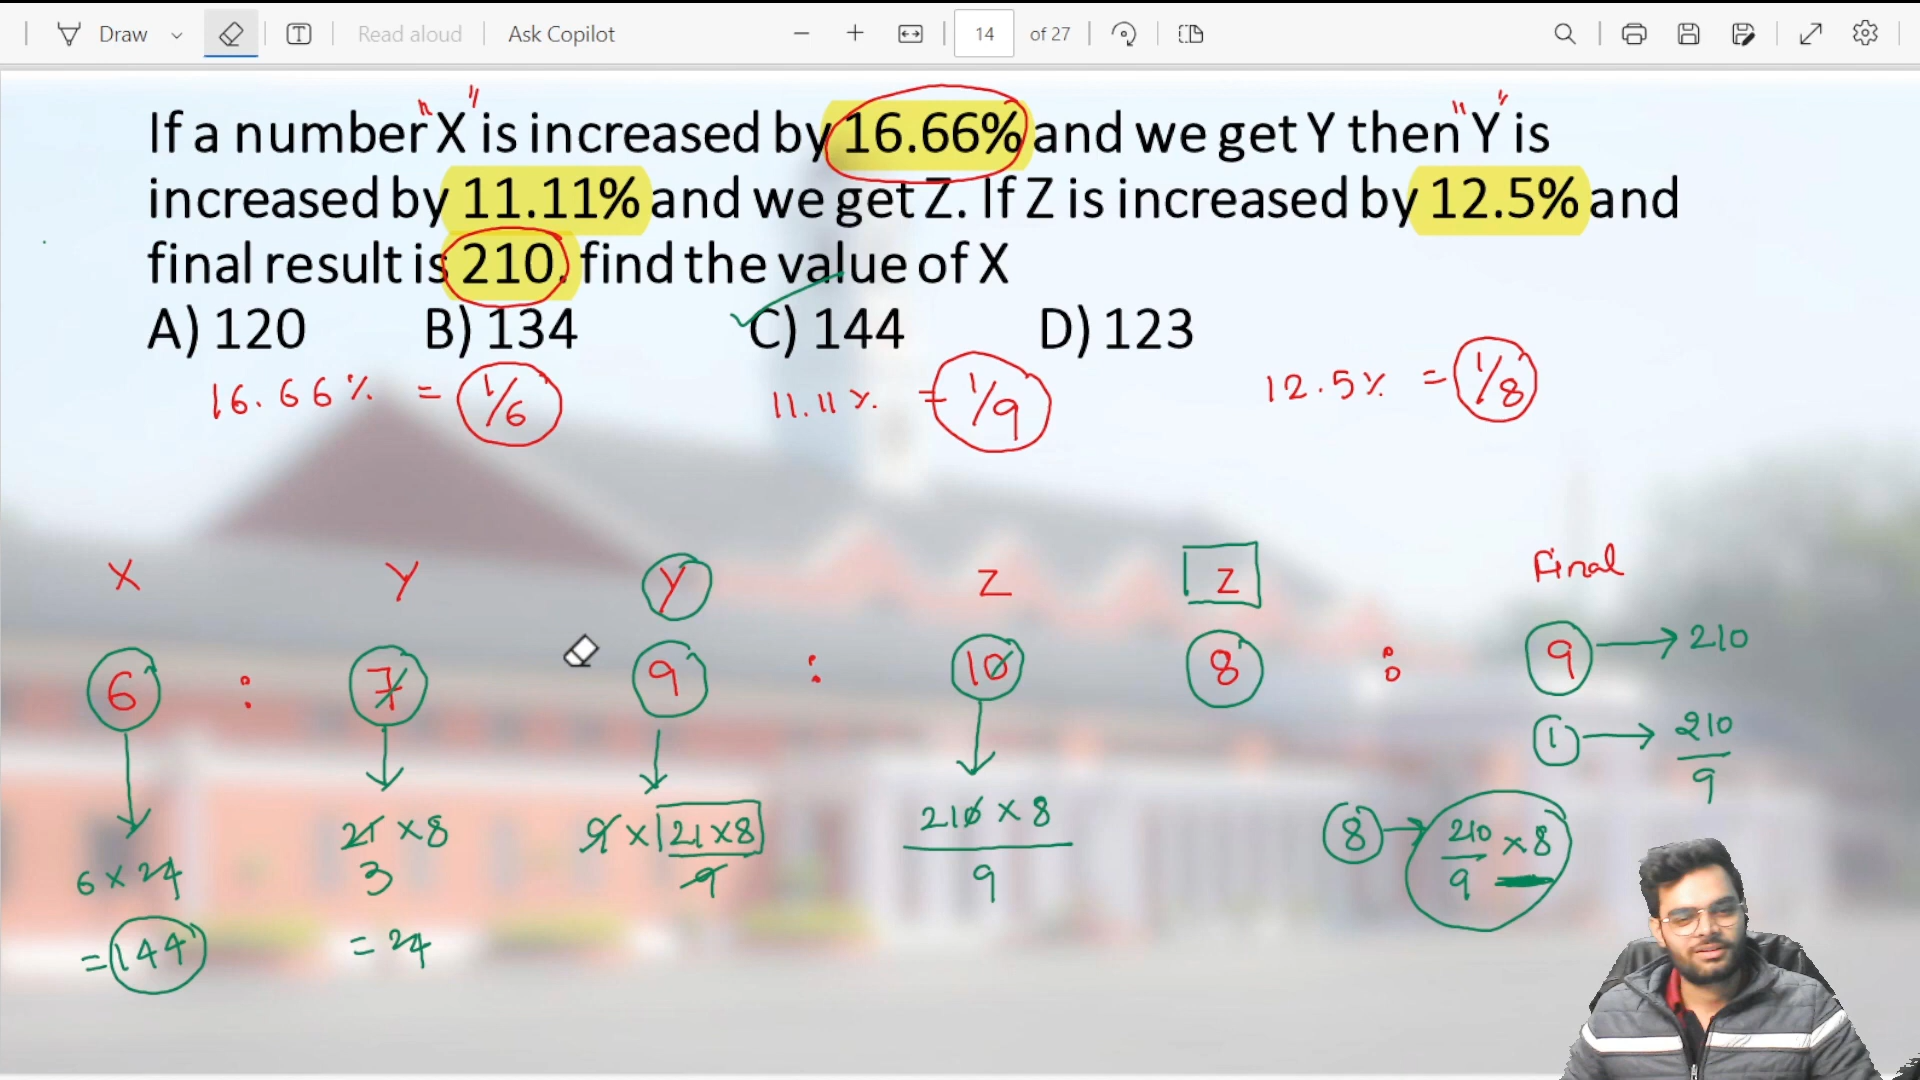 Draw
T
Read aloud
Ask Copilot
14 of 27
If a number "X" is increased by 16.66% and we get Y then "Y" is
increased by 11.11% and we get Z. If Z is increased by 12.5% and
final result is 210, find the value of X
A) 120 B) 134 C) 144 D) 123
16.66% = 1/6 11.11% = 1/9 12.5% = 1/8
X Y Y Z Z Final
6 : 7 9 : 10 8 : 9 → 210
1 → 210/9
21 × 8 9 × 21 × 8 210 × 8 8 → 210/9 × 8
6 × 24 3 9 9
= 144 = 24